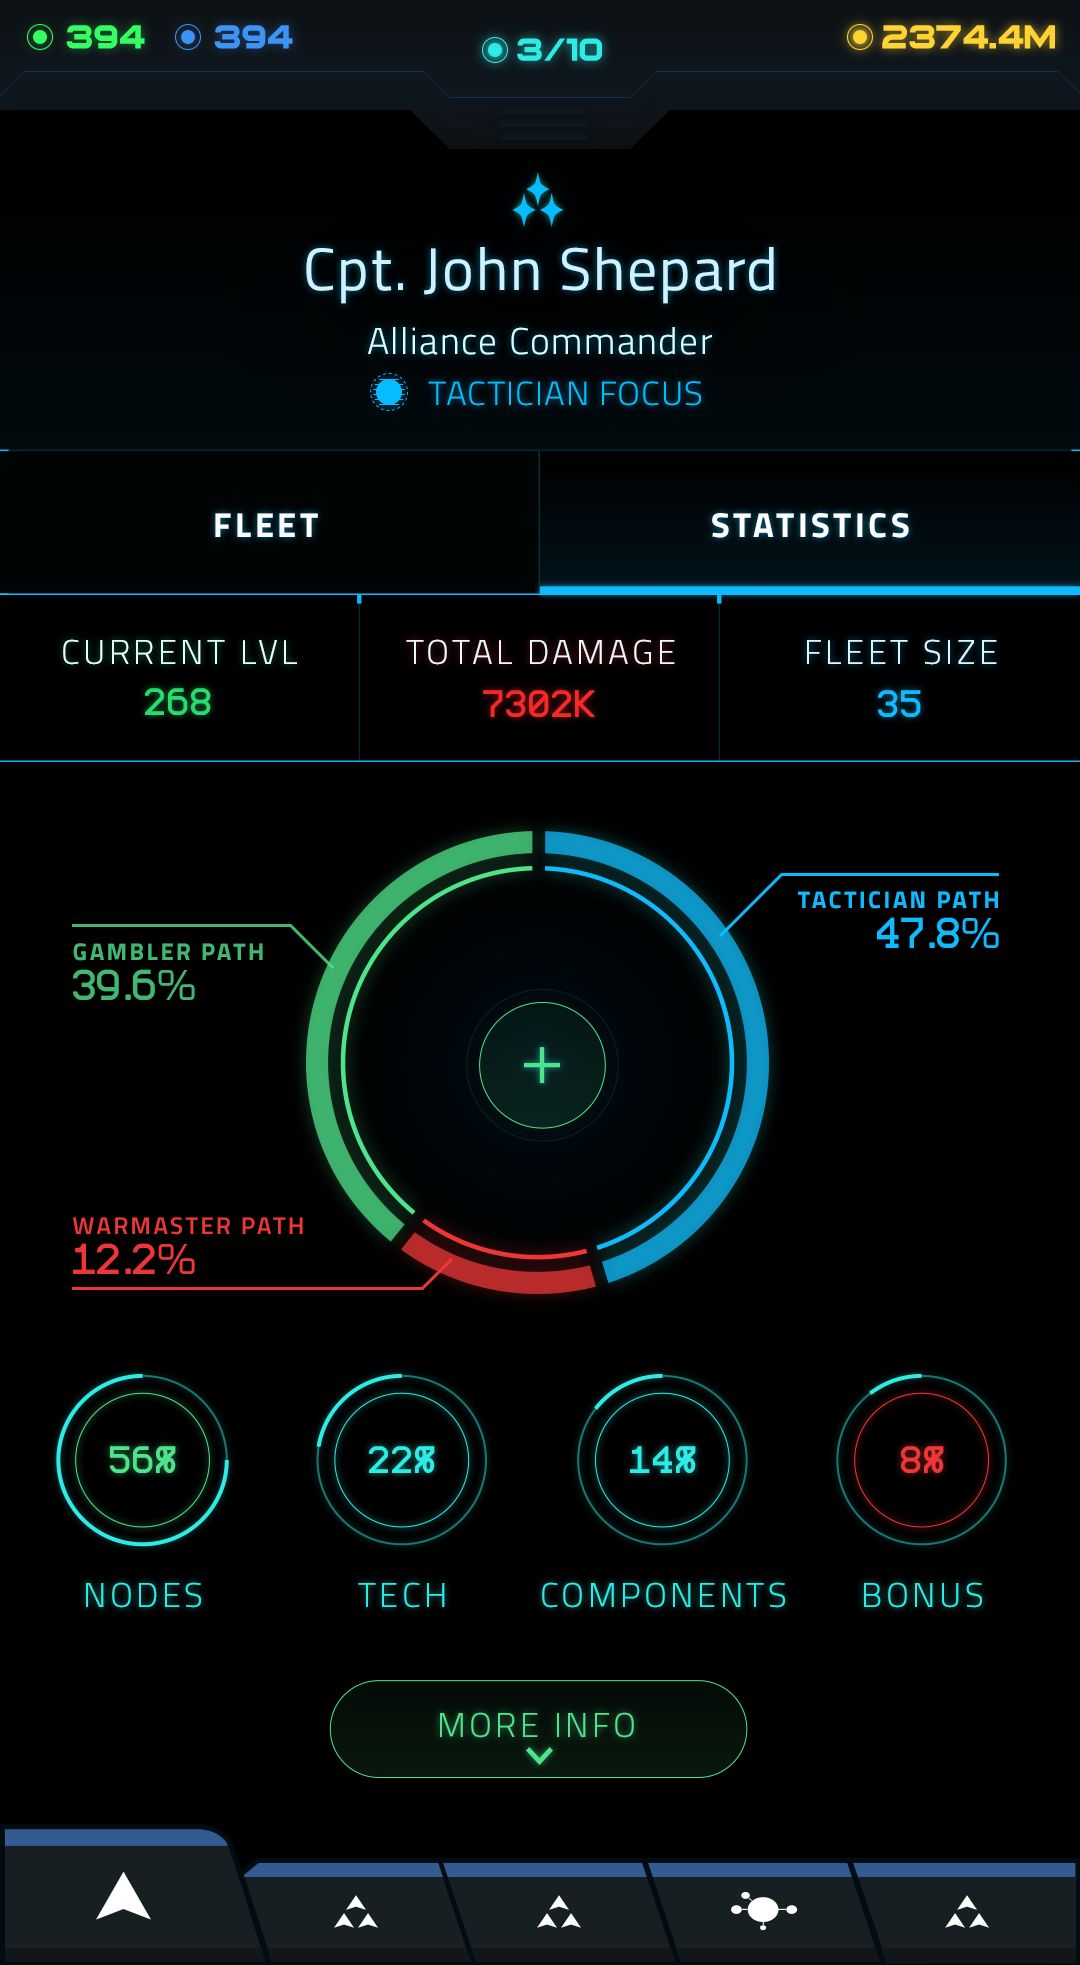 394 394 3/10 2374.4M
Cpt. John Shepard
Alliance Commander
TACTICIAN FOCUS
FLEET STATISTICS
CURRENT LVL TOTAL DAMAGE FLEET SIZE
268 7302K 35
TACTICIAN PATH
47.8%
GAMBLER PATH
39.6%
WARMASTER PATH
12.2%
56% 22% 14% 8%
NODES TECH COMPONENTS BONUS
MORE INFO